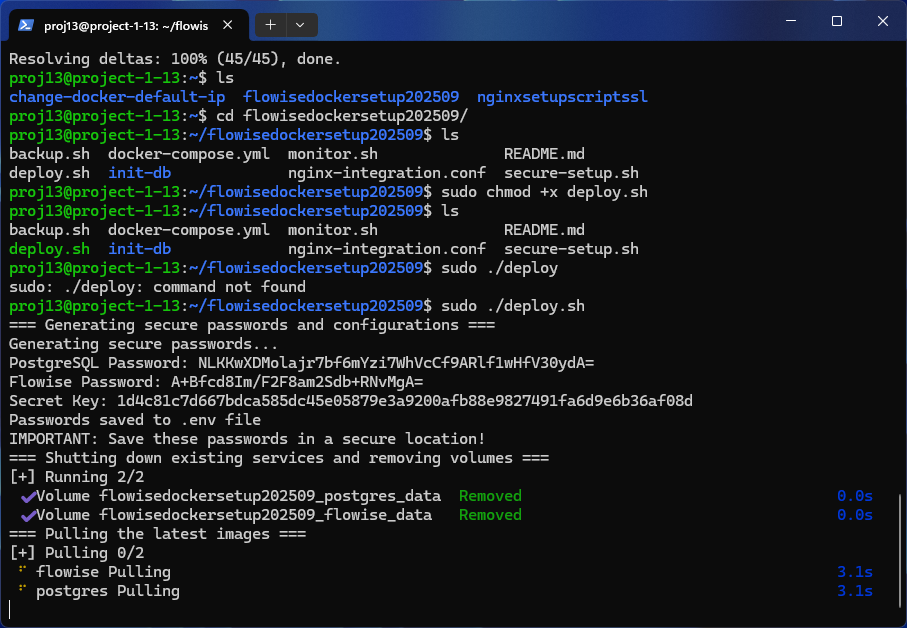 proj13@project-1-13: ~/flowis
Resolving deltas: 100% (45/45), done.
proj13@project-1-13:~$ ls
change-docker-default-ip  flowisedockersetup202509  nginxsetupscriptssl
proj13@project-1-13:~$ cd flowisedockersetup202509/
proj13@project-1-13:~/flowisedockersetup202509$ ls
backup.sh  docker-compose.yml  monitor.sh              README.md
deploy.sh  init-db             nginx-integration.conf  secure-setup.sh
proj13@project-1-13:~/flowisedockersetup202509$ sudo chmod +x deploy.sh
proj13@project-1-13:~/flowisedockersetup202509$ ls
backup.sh  docker-compose.yml  monitor.sh              README.md
deploy.sh  init-db             nginx-integration.conf  secure-setup.sh
proj13@project-1-13:~/flowisedockersetup202509$ sudo ./deploy
sudo: ./deploy: command not found
proj13@project-1-13:~/flowisedockersetup202509$ sudo ./deploy.sh
=== Generating secure passwords and configurations ===
Generating secure passwords...
PostgreSQL Password: NLKKwXDMolajr7bf6mYzi7WhVcCf9ARlf1wHfV30ydA=
Flowise Password: A+Bfcd8Im/F2F8am2Sdb+RNvMgA=
Secret Key: 1d4c81c7d667bdca585dc45e05879e3a9200afb88e9827491fa6d9e6b36af08d
Passwords saved to .env file
IMPORTANT: Save these passwords in a secure location!
=== Shutting down existing services and removing volumes ===
[+] Running 2/2
Volume flowisedockersetup202509_postgres_data  Removed  0.0s
Volume flowisedockersetup202509_flowise_data   Removed  0.0s
=== Pulling the latest images ===
[+] Pulling 0/2
flowise Pulling  3.1s
postgres Pulling  3.1s